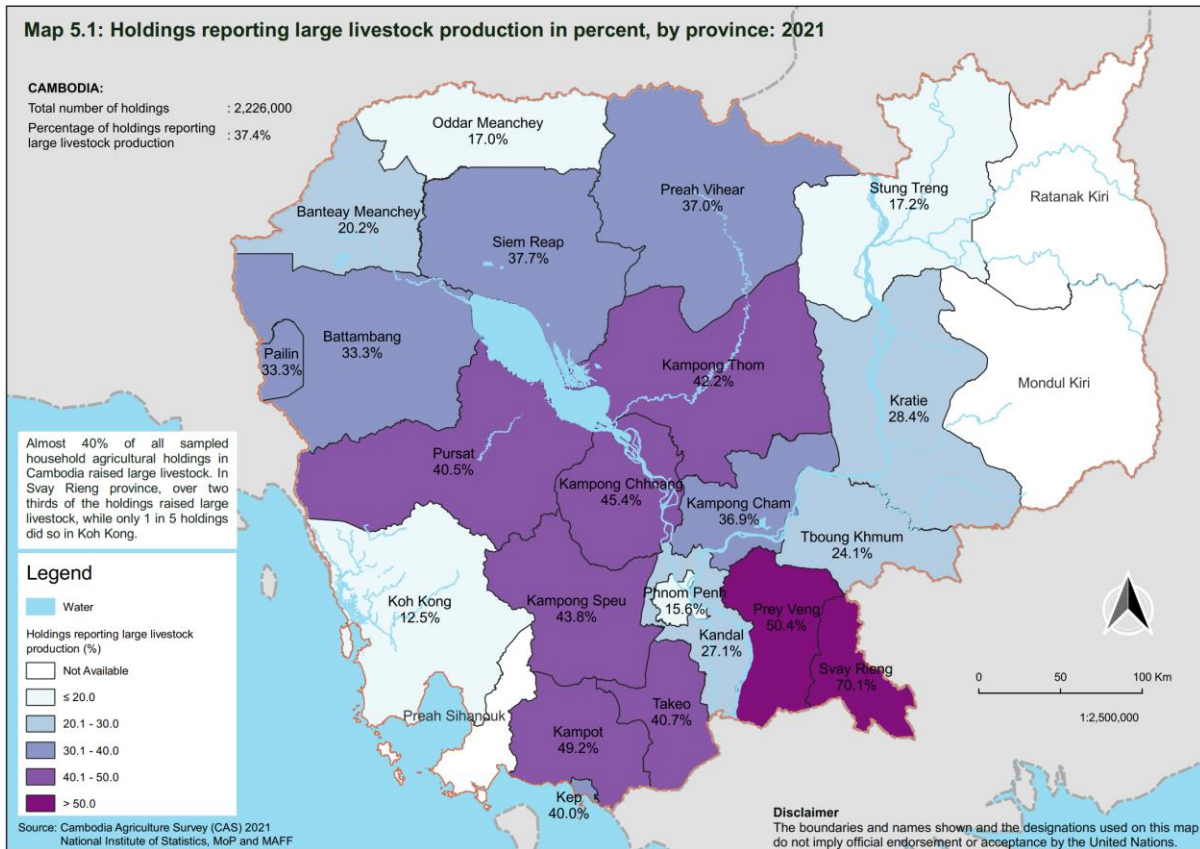 Map 5.1: Holdings reporting large livestock production in percent, by province: 2021
CAMBODIA:
Total number of holdings : 2,226,000
Percentage of holdings reporting
large livestock production : 37.4%
Oddar Meanchey
17.0%
Preah Vihear
37.0%
Stung Treng
17.2%
Ratanak Kiri
Banteay Meanchey
20.2%
Siem Reap
37.7%
Battambang
33.3%
Pailin
33.3%
Kampong Thom
42.2%
Kratie
28.4%
Mondul Kiri
Pursat
40.5%
Kampong Chhnang
45.4%
Kampong Cham
36.9%
Tboung Khmum
24.1%
Koh Kong
12.5%
Kampong Speu
43.8%
Phnom Penh
15.6%
Prey Veng
50.4%
Kandal
27.1%
Svay Rieng
70.1%
Preah Sihanouk
Takeo
40.7%
Kampot
49.2%
Kep
40.0%
Almost 40% of all sampled
household agricultural holdings in
Cambodia raised large livestock. In
Svay Rieng province, over two
thirds of the holdings raised large
livestock, while only 1 in 5 holdings
did so in Koh Kong.
Legend
Water
Holdings reporting large livestock
production (%)
Not Available
≤ 20.0
20.1 - 30.0
30.1 - 40.0
40.1 - 50.0
> 50.0
Source: Cambodia Agriculture Survey (CAS) 2021
National Institute of Statistics, MoP and MAFF
0 50 100 Km
1:2,500,000
Disclaimer
The boundaries and names shown and the designations used on this map
do not imply official endorsement or acceptance by the United Nations.